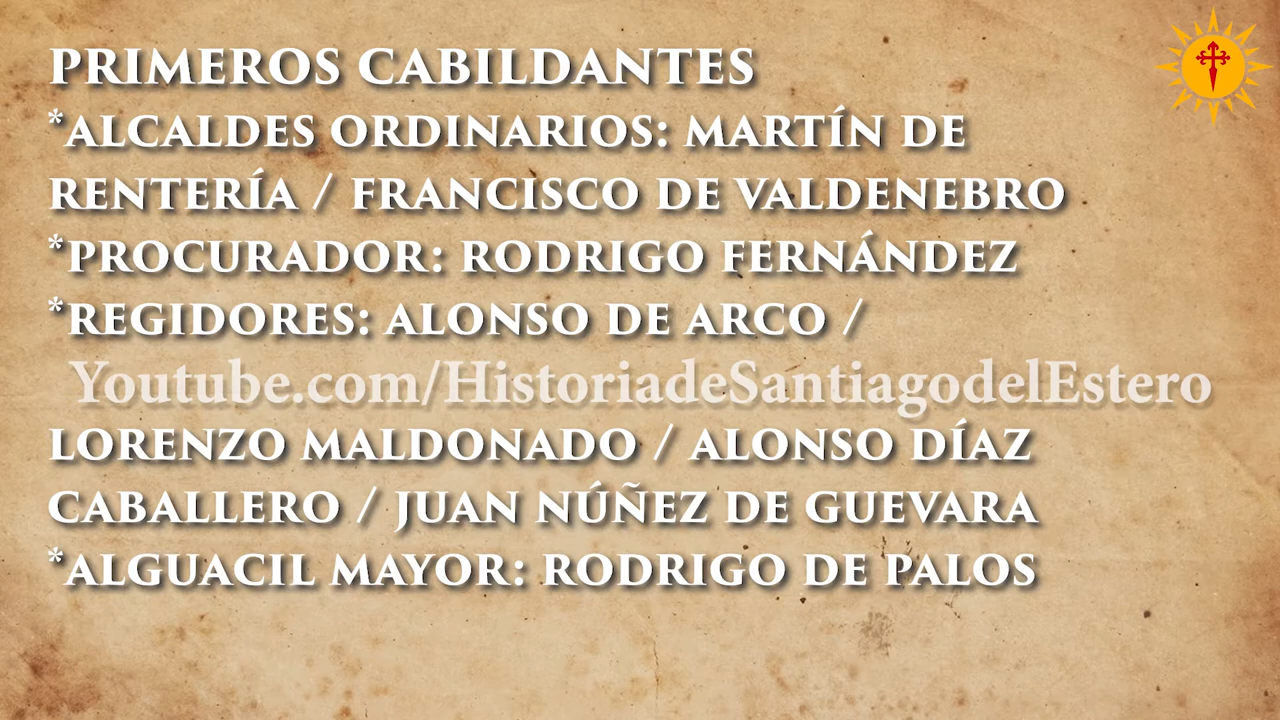 PRIMEROS CABILDANTES
*ALCALDES ORDINARIOS: MARTÍN DE
RENTERÍA / FRANCISCO DE VALDENEBRO
*PROCURADOR: RODRIGO FERNÁNDEZ
*REGIDORES: ALONSO DE ARCO /
Youtube.com/HistoriadeSantiagodelEstero
LORENZO MALDONADO / ALONSO DÍAZ
CABALLERO / JUAN NÚÑEZ DE GUEVARA
*ALGUACIL MAYOR: RODRIGO DE PALOS